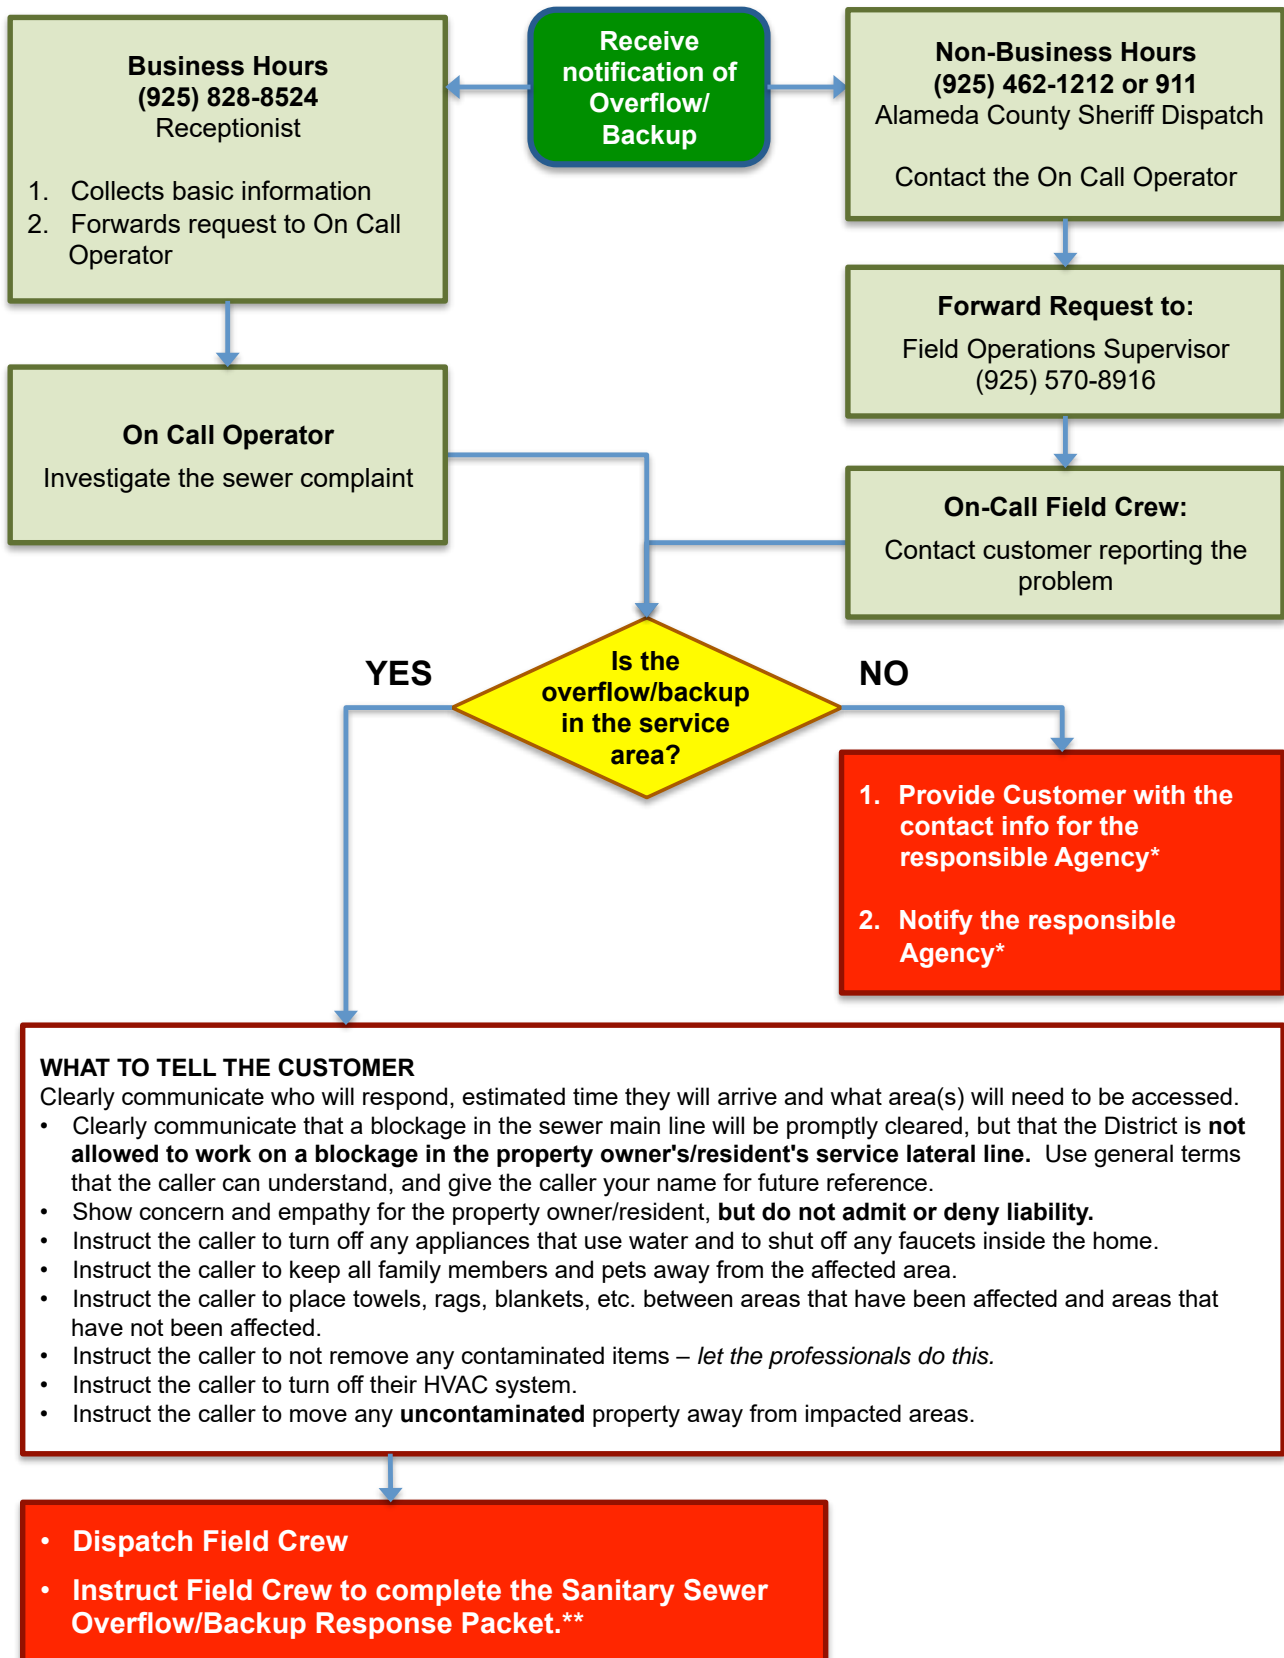 Receive
notification of
Overflow/
Backup
Business Hours
(925) 828-8524
Receptionist
1. Collects basic information
2. Forwards request to On Call
Operator
Non-Business Hours
(925) 462-1212 or 911
Alameda County Sheriff Dispatch
Contact the On Call Operator
Forward Request to:
Field Operations Supervisor
(925) 570-8916
On Call Operator
Investigate the sewer complaint
On-Call Field Crew:
Contact customer reporting the
problem
YES
Is the
overflow/backup
in the service
area?
NO
1. Provide Customer with the
contact info for the
responsible Agency*
2. Notify the responsible
Agency*
WHAT TO TELL THE CUSTOMER
Clearly communicate who will respond, estimated time they will arrive and what area(s) will need to be accessed.
• Clearly communicate that a blockage in the sewer main line will be promptly cleared, but that the District is not
allowed to work on a blockage in the property owner's/resident's service lateral line. Use general terms
that the caller can understand, and give the caller your name for future reference.
• Show concern and empathy for the property owner/resident, but do not admit or deny liability.
• Instruct the caller to turn off any appliances that use water and to shut off any faucets inside the home.
• Instruct the caller to keep all family members and pets away from the affected area.
• Instruct the caller to place towels, rags, blankets, etc. between areas that have been affected and areas that
have not been affected.
• Instruct the caller to not remove any contaminated items – let the professionals do this.
• Instruct the caller to turn off their HVAC system.
• Instruct the caller to move any uncontaminated property away from impacted areas.
• Dispatch Field Crew
• Instruct Field Crew to complete the Sanitary Sewer
Overflow/Backup Response Packet.**